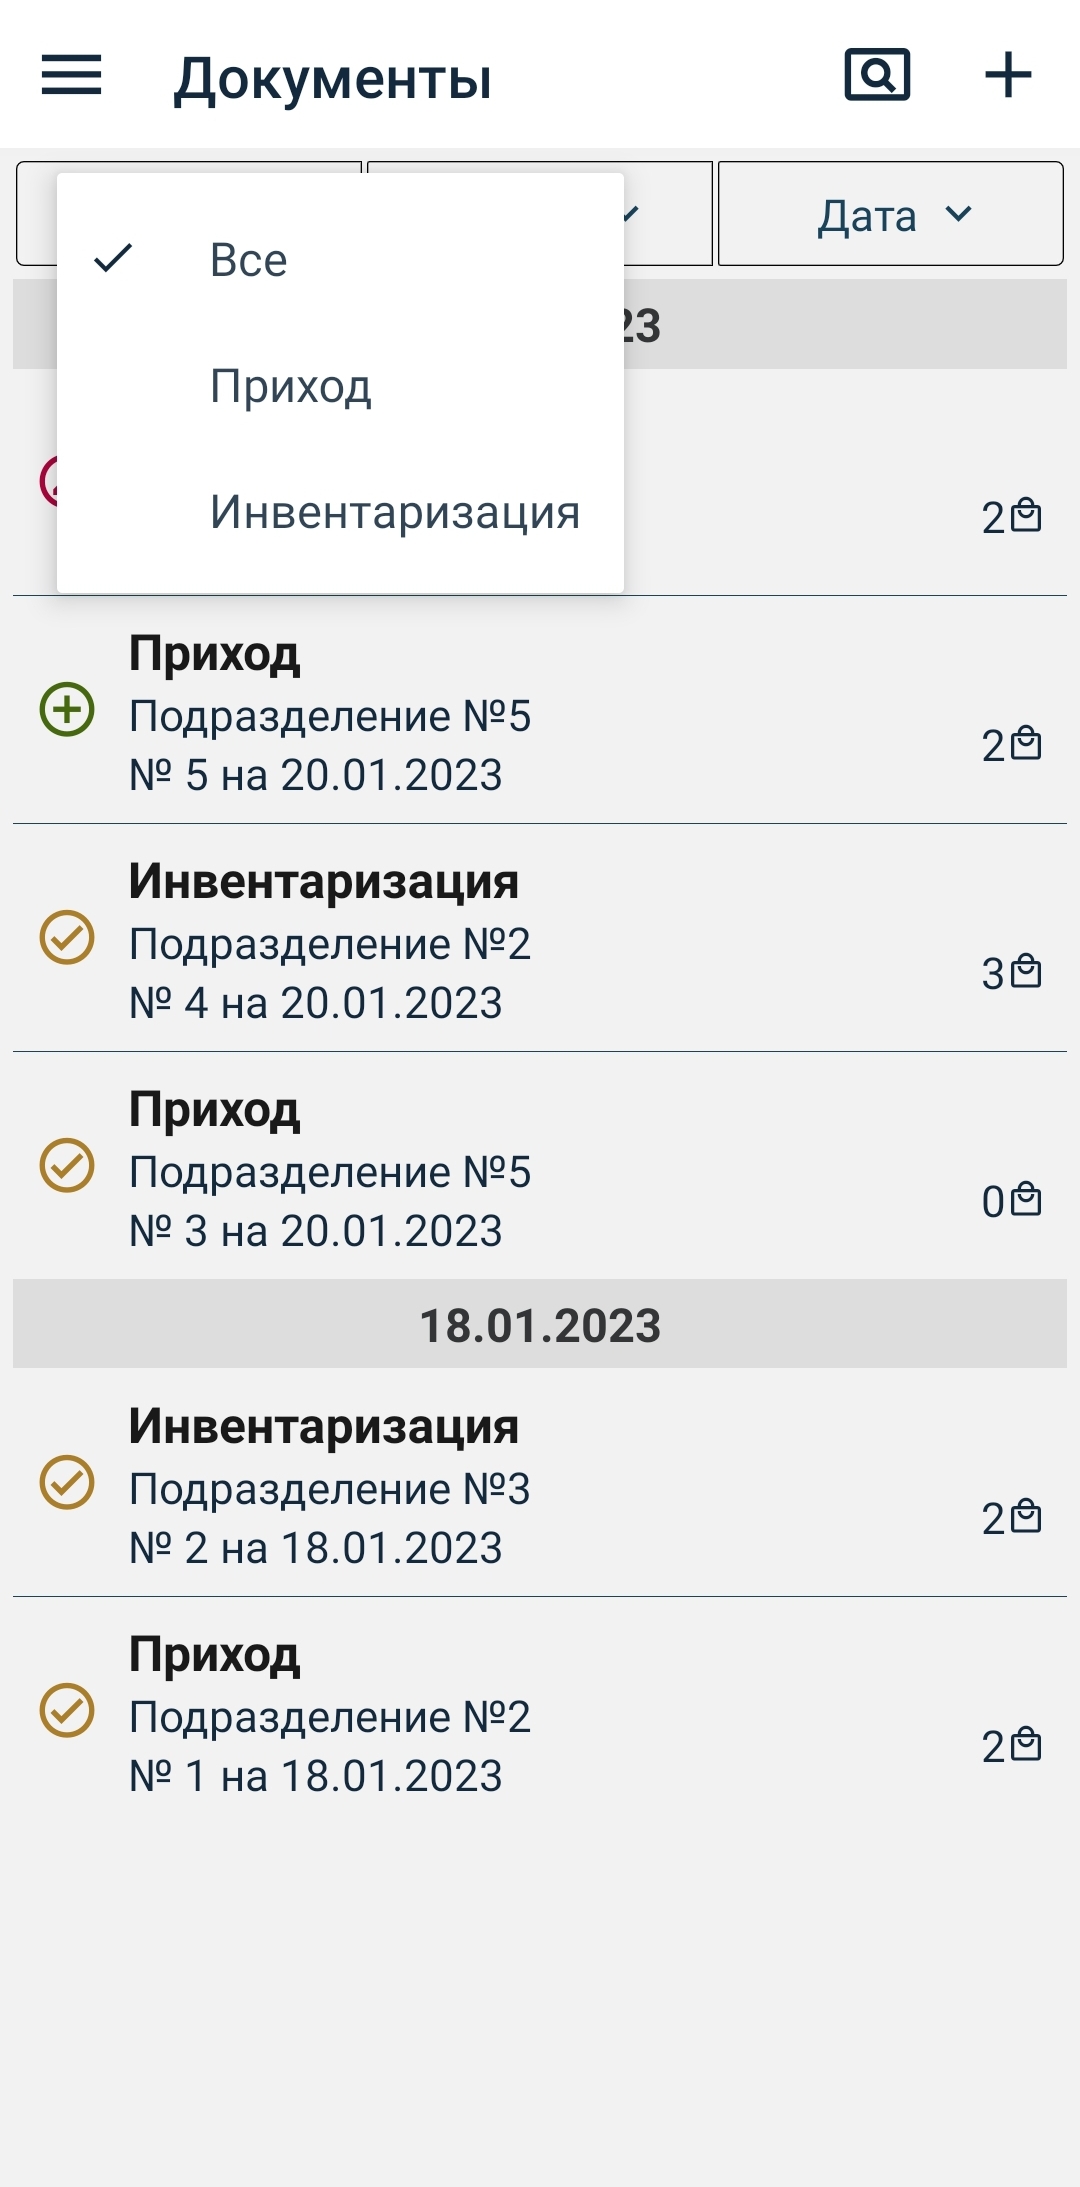 Документы
Дата
Все
Приход
Инвентаризация
23
2
Приход
Подразделение №5
№ 5 на 20.01.2023
2
Инвентаризация
Подразделение №2
№ 4 на 20.01.2023
3
Приход
Подразделение №5
№ 3 на 20.01.2023
0
18.01.2023
Инвентаризация
Подразделение №3
№ 2 на 18.01.2023
2
Приход
Подразделение №2
№ 1 на 18.01.2023
2